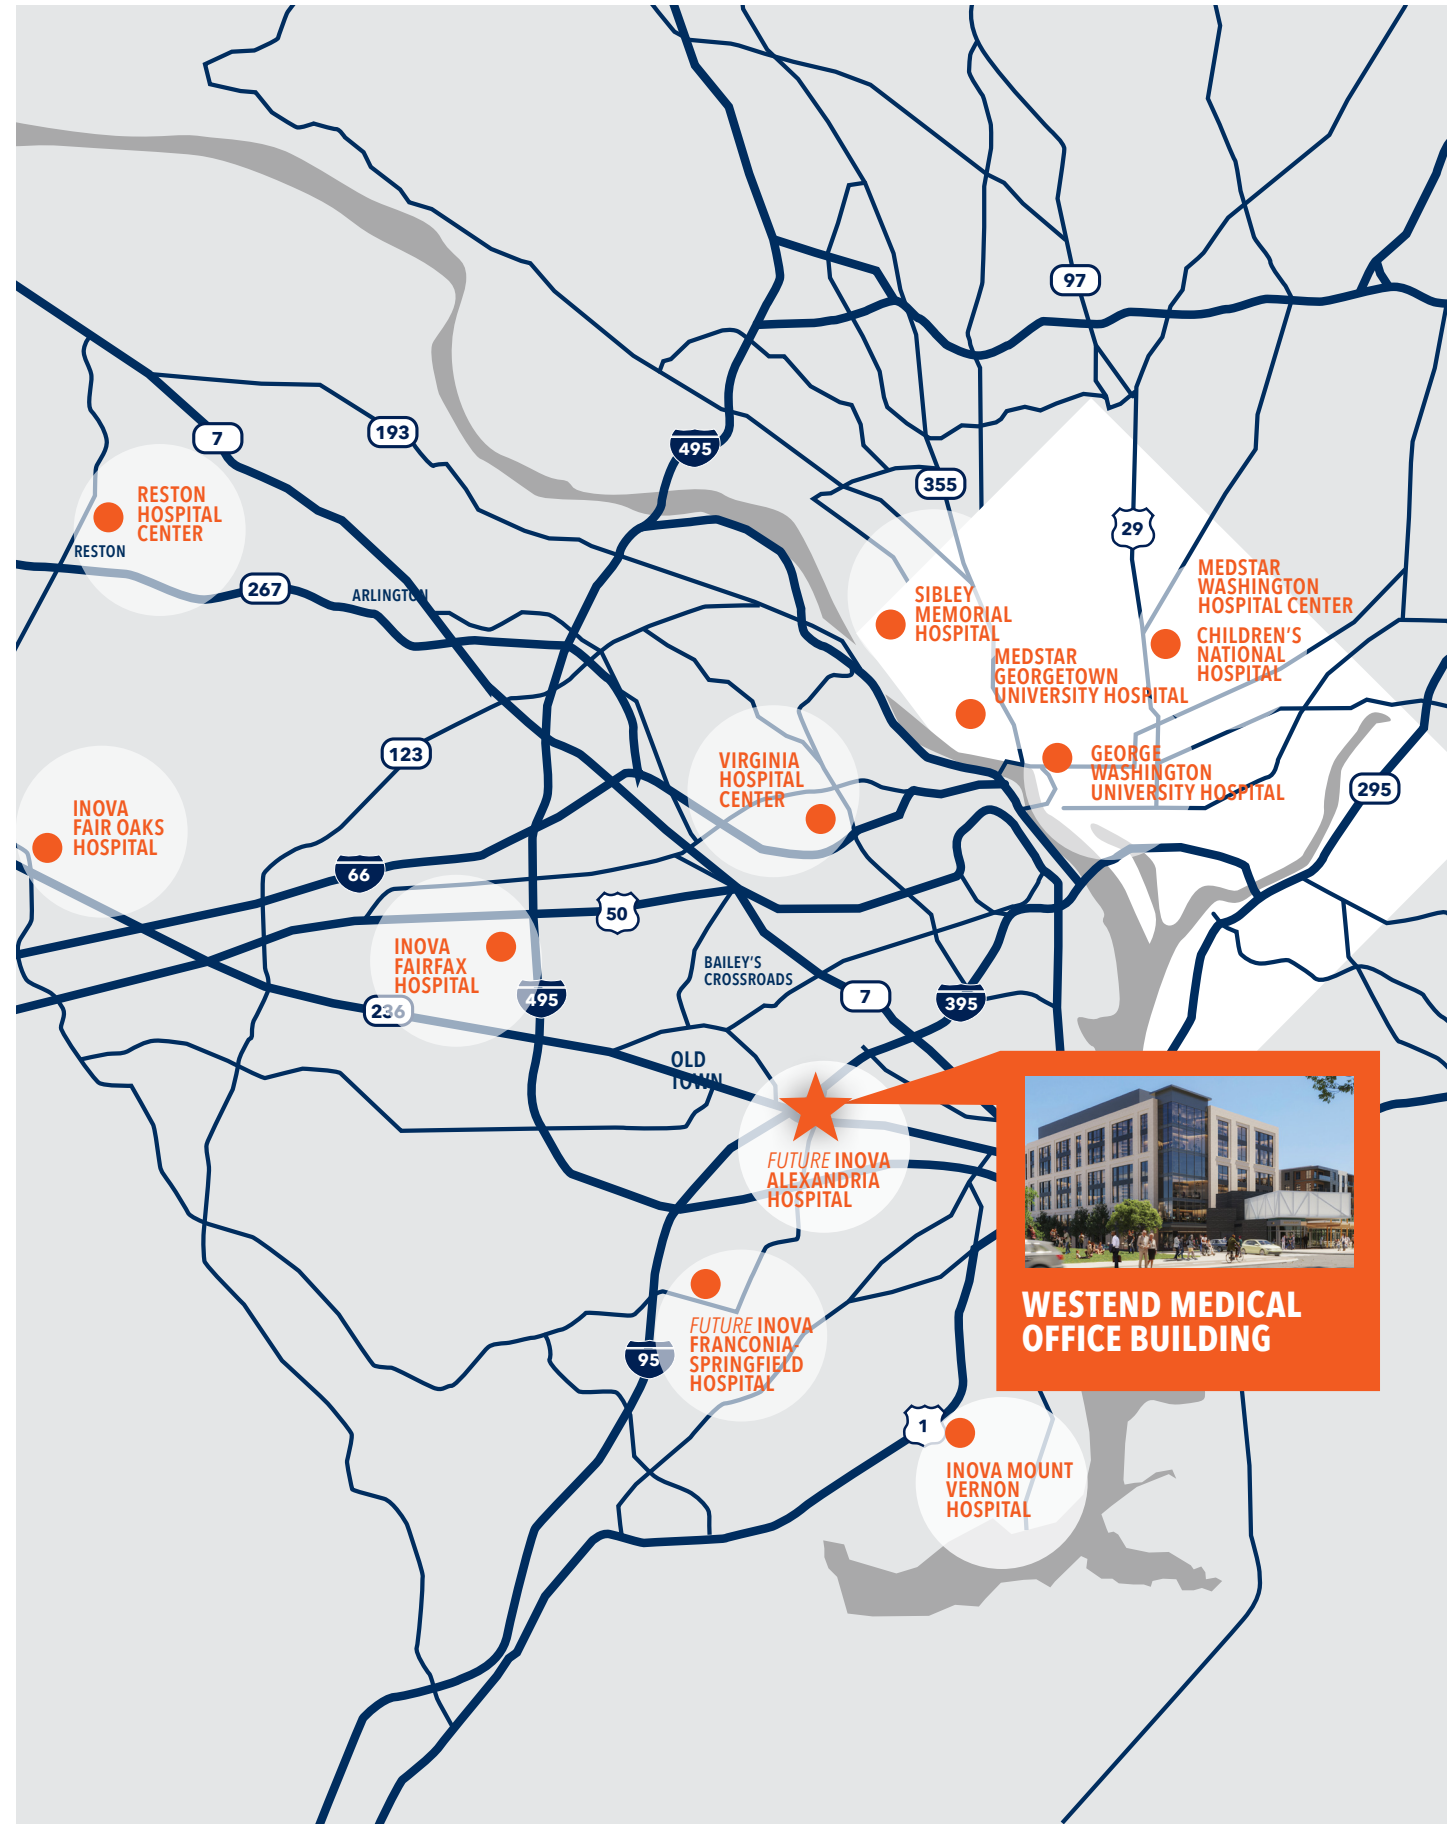 97
7
193
495
355
29
RESTON
HOSPITAL
CENTER
RESTON
267
ARLINGTON
SIBLEY
MEMORIAL
HOSPITAL
MEDSTAR
WASHINGTON
HOSPITAL CENTER
CHILDREN'S
NATIONAL
HOSPITAL
MEDSTAR
GEORGETOWN
UNIVERSITY HOSPITAL
123
VIRGINIA
HOSPITAL
CENTER
GEORGE
WASHINGTON
UNIVERSITY HOSPITAL
295
INOVA
FAIR OAKS
HOSPITAL
66
50
INOVA
FAIRFAX
HOSPITAL
BAILEY'S
CROSSROADS
495
7
395
236
OLD
TOWN
FUTURE INOVA
ALEXANDRIA
HOSPITAL
WESTEND MEDICAL
OFFICE BUILDING
FUTURE INOVA
FRANCONIA-
SPRINGFIELD
HOSPITAL
95
1
INOVA MOUNT
VERNON
HOSPITAL